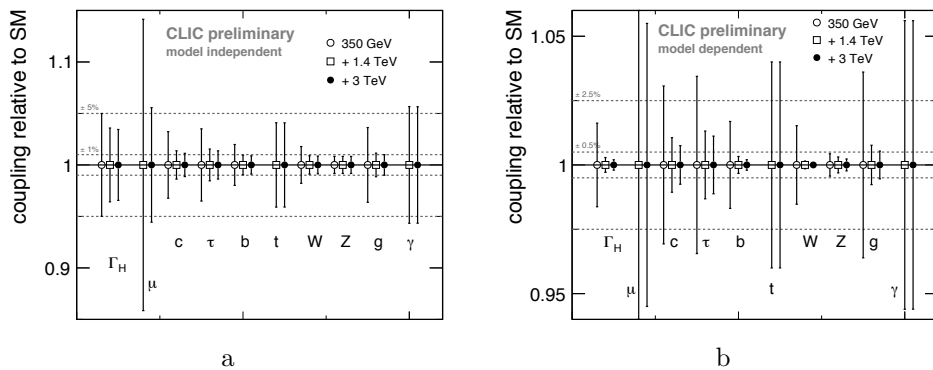 coupling relative to SM
1.1
1
0.9
CLIC preliminary
model independent
350 GeV
+ 1.4 TeV
+ 3 TeV
± 5%
± 1%
Γ_H
μ
c
τ
b
t
W
Z
g
γ
a
coupling relative to SM
1.05
1
0.95
CLIC preliminary
model dependent
350 GeV
+ 1.4 TeV
+ 3 TeV
± 2.5%
± 0.5%
Γ_H
μ
c
τ
b
t
W
Z
g
γ
b